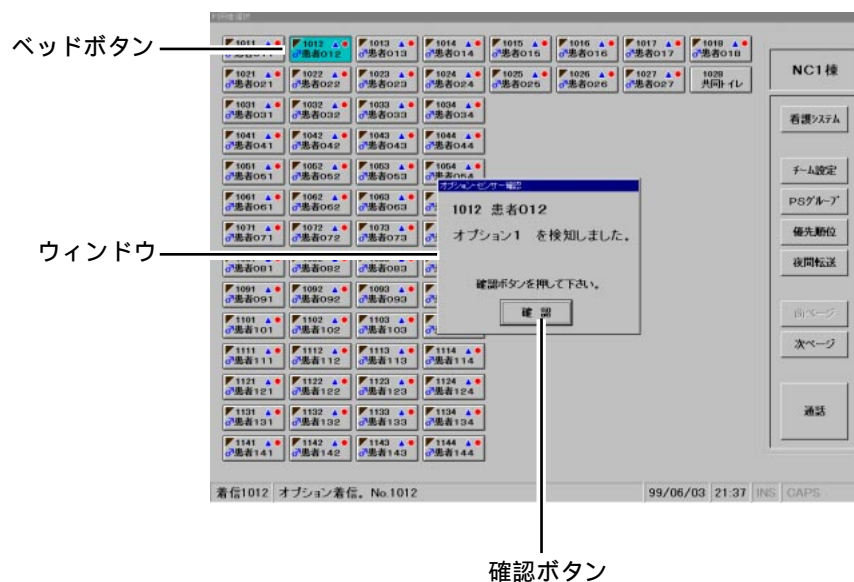 ベッドボタン
ウィンドウ
確認ボタン
1011
1012 患者012
1013 患者013
1014 患者014
1015 患者015
1016 患者016
1017 患者017
1018 患者018
1021 患者021
1022 患者022
1023 患者023
1024 患者024
1025 患者025
1026 患者026
1027 患者027
1028 共同トイレ
1031 患者031
1032 患者032
1033 患者033
1034 患者034
1041 患者041
1042 患者042
1043 患者043
1044 患者044
1051 患者051
1052 患者052
1053 患者053
1054 患者054
1061 患者061
1062 患者062
1063 患者063
1071 患者071
1072 患者072
1073 患者073
患者081
患者082
患者083
1091 患者091
1092 患者092
1093 患者093
1101 患者101
1102 患者102
1103 患者103
1111 患者111
1112 患者112
1113 患者113
1114 患者114
1121 患者121
1122 患者122
1123 患者123
1124 患者124
1131 患者131
1132 患者132
1133 患者133
1134 患者134
1141 患者141
1142 患者142
1143 患者143
1144 患者144
オプション・センサー確認
1012 患者012
オプション1 を検知しました。
確認ボタンを押して下さい。
確 認
NC1棟
看護システム
チーム設定
PSグループ
優先順位
夜間転送
前ページ
次ページ
通話
着信1012 オプション着信。No.1012 99/06/03 21:37 INS CAPS